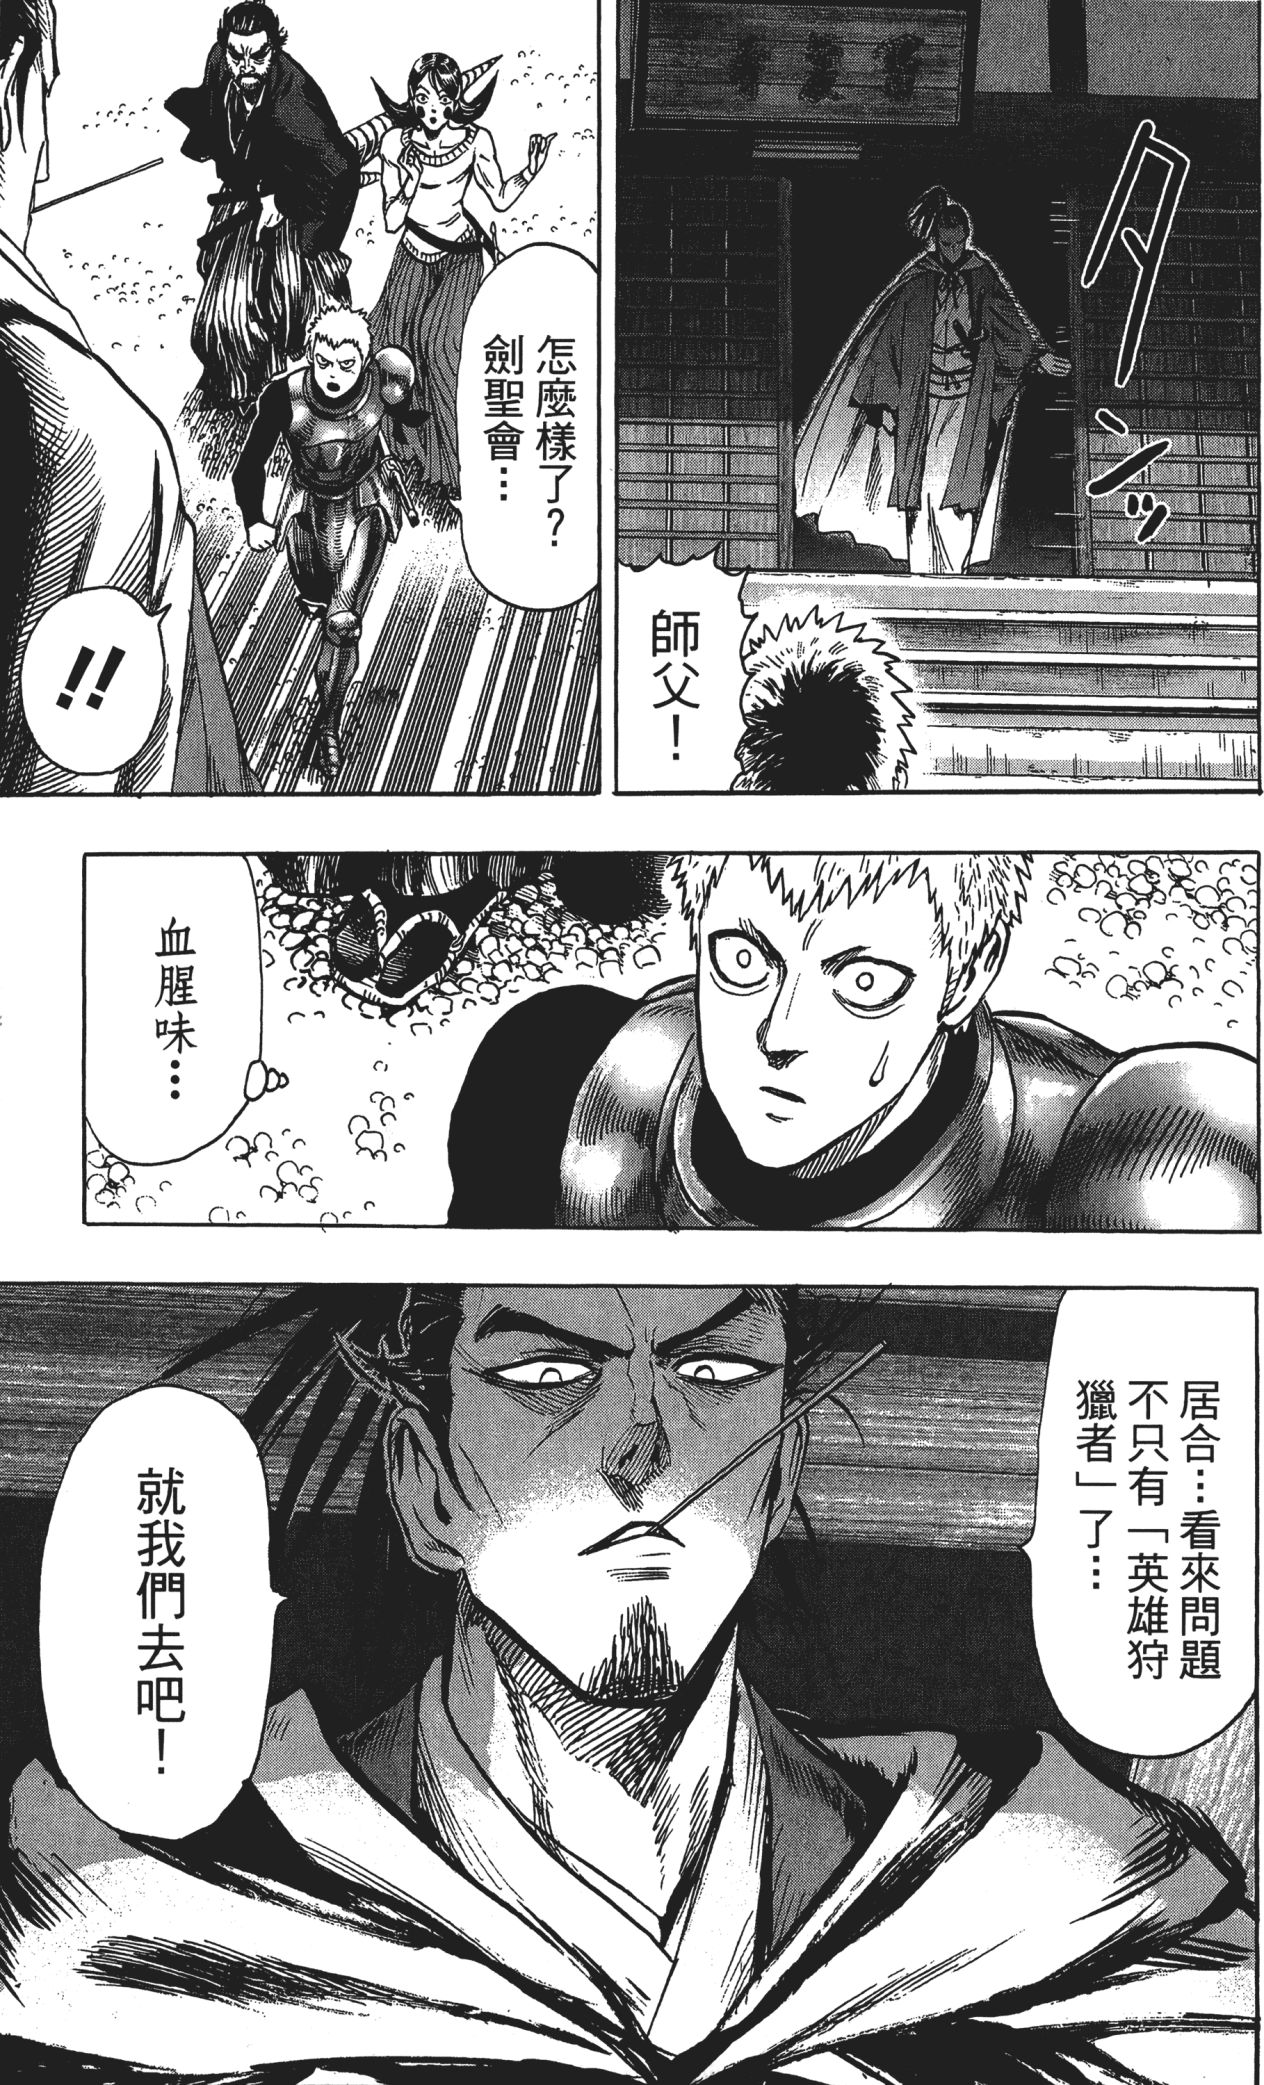 タンッ
師父！
怎麼樣了？
劍聖會…
!!
血腥味…
居合…看來問題
不只有「英雄狩
獵者」了…
就我們去吧！